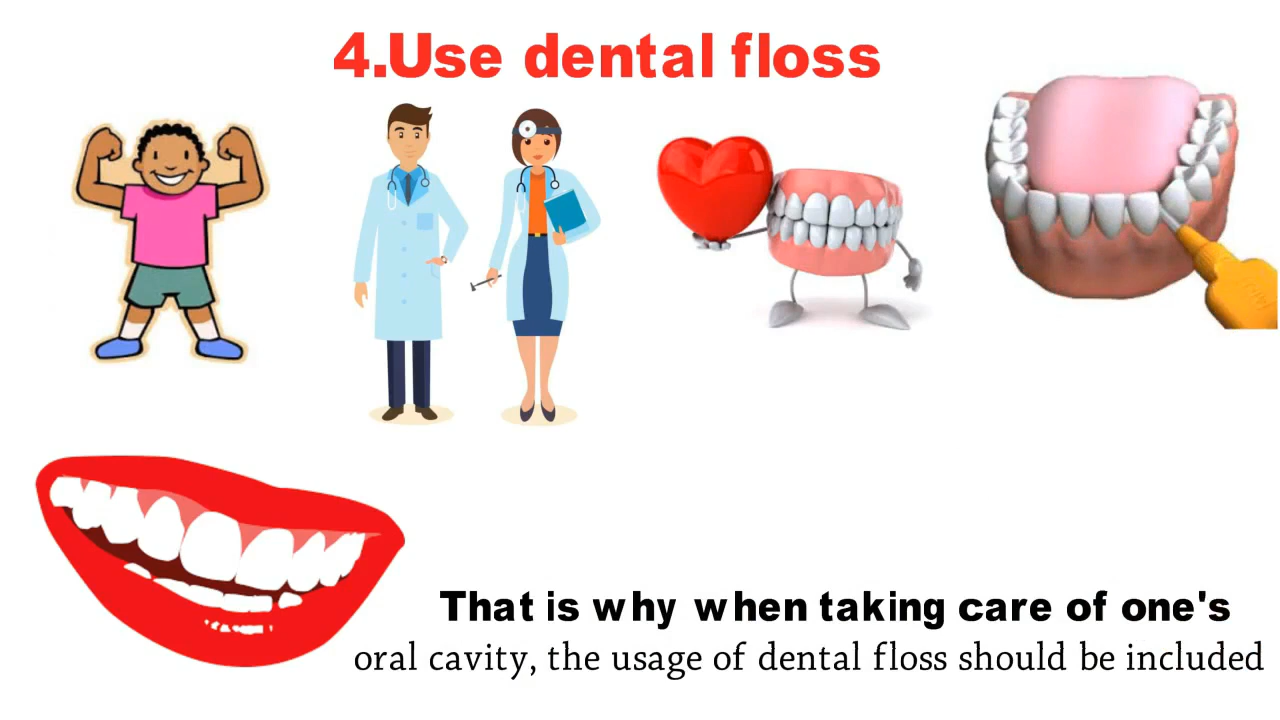 4.Use dental floss
That is why when taking care of one's
oral cavity, the usage of dental floss should be included